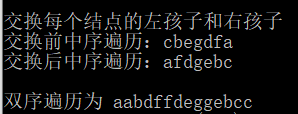 交换每个结点的左孩子和右孩子
交换前中序遍历：cbegdfa
交换后中序遍历：afdgebc
双序遍历为 aabdffdeggebcc